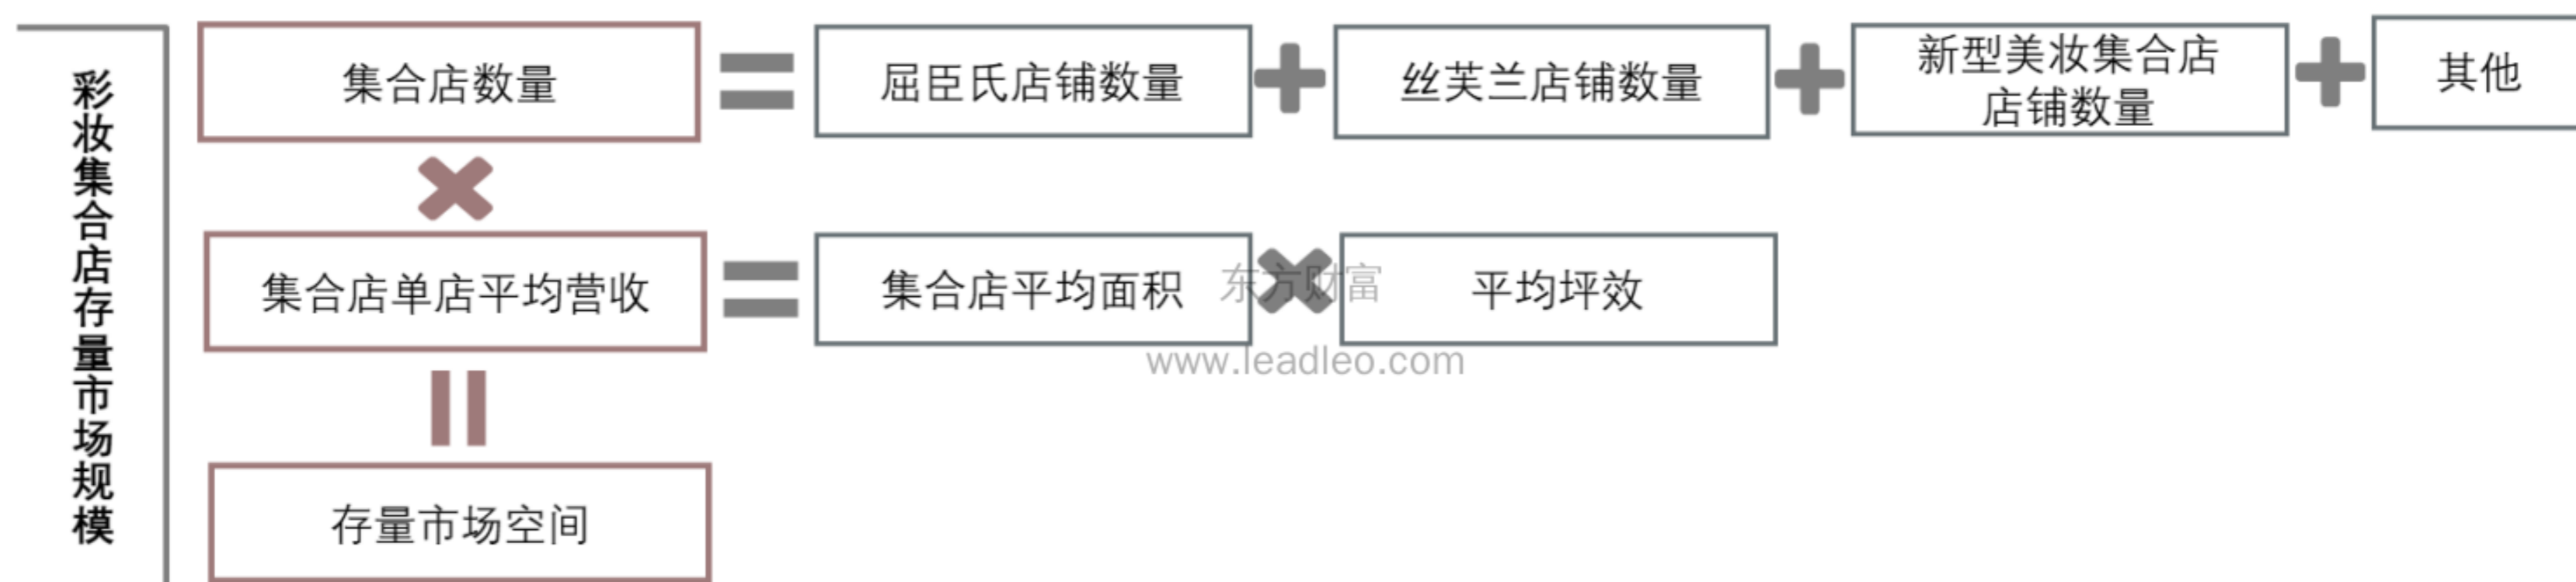 彩妆集合店存量市场规模
集合店数量
屈臣氏店铺数量
丝芙兰店铺数量
新型美妆集合店
店铺数量
其他
集合店单店平均营收
集合店平均面积
平均坪效
东方财富
www.leadleo.com
存量市场空间